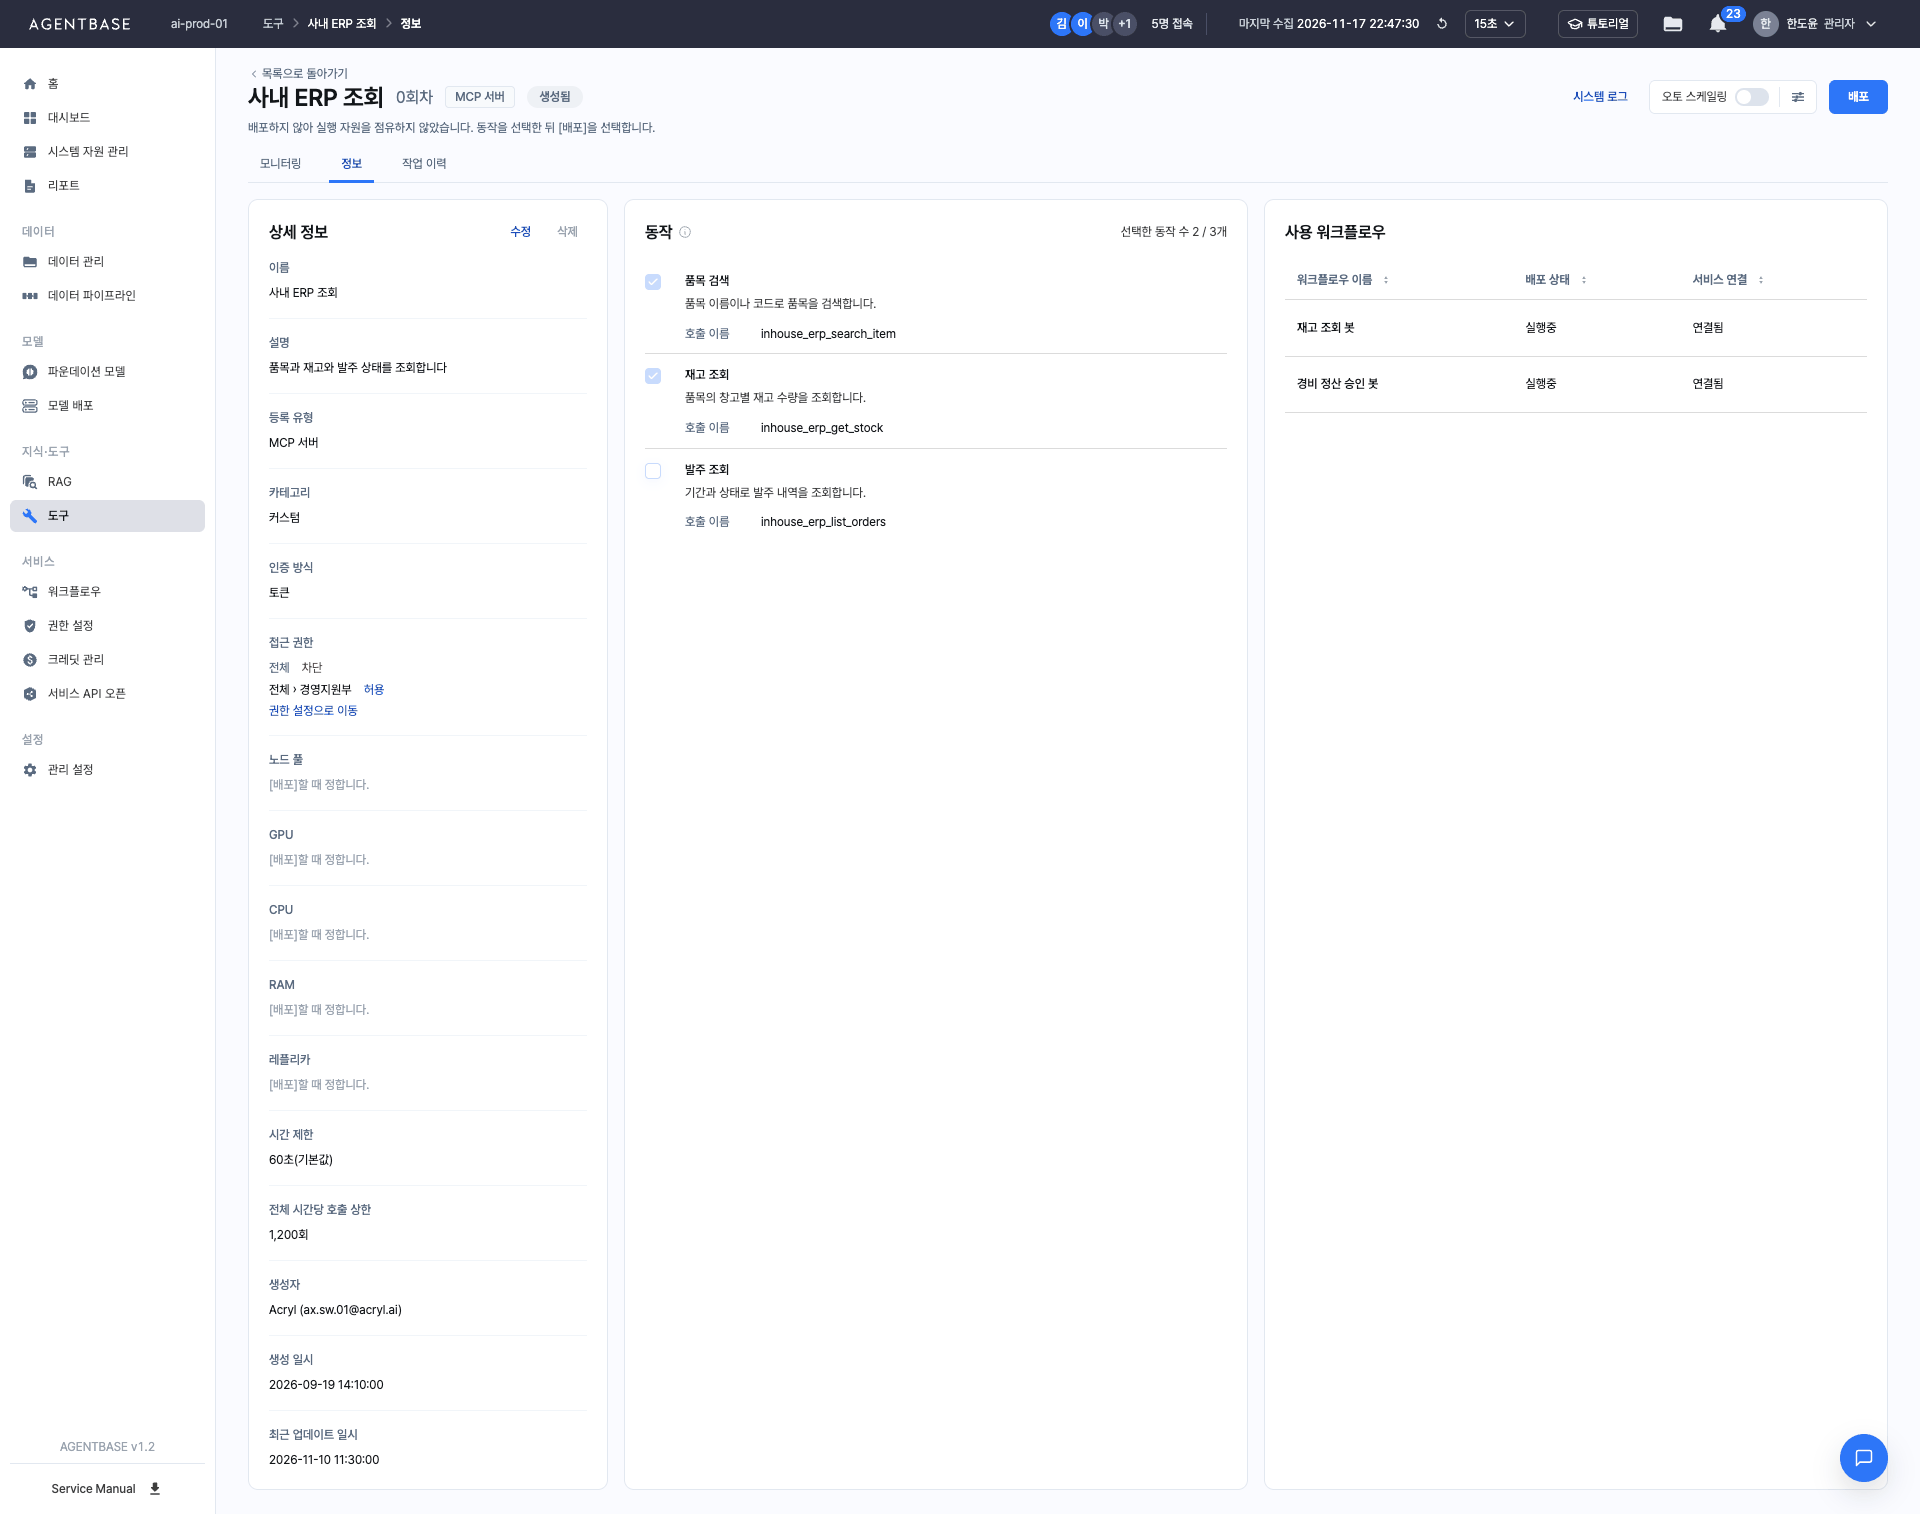 AGENTBASE
ai-prod-01
도구 > 사내 ERP 조회 > 정보
김 이 박 +1 5명 접속
마지막 수집 2026-11-17 22:47:30
15초
튜토리얼
23
한 한도윤 관리자
홈
대시보드
시스템 자원 관리
리포트
데이터
데이터 관리
데이터 파이프라인
모델
파운데이션 모델
모델 배포
지식·도구
RAG
도구
서비스
워크플로우
권한 설정
크레딧 관리
서비스 API 오픈
설정
관리 설정
AGENTBASE v1.2
Service Manual
목록으로 돌아가기
사내 ERP 조회 0회차 MCP 서버 생성됨
배포하지 않아 실행 자원을 점유하지 않았습니다. 동작을 선택한 뒤 [배포]을 선택합니다.
시스템 로그
오토 스케일링
배포
모니터링 정보 작업 이력
상세 정보 수정 삭제
이름
사내 ERP 조회
설명
품목과 재고와 발주 상태를 조회합니다
등록 유형
MCP 서버
카테고리
커스텀
인증 방식
토큰
접근 권한
전체 차단
전체 › 경영지원부 허용
권한 설정으로 이동
노드 풀
[배포]할 때 정합니다.
GPU
[배포]할 때 정합니다.
CPU
[배포]할 때 정합니다.
RAM
[배포]할 때 정합니다.
레플리카
[배포]할 때 정합니다.
시간 제한
60초(기본값)
전체 시간당 호출 상한
1,200회
생성자
Acryl (ax.sw.01@acryl.ai)
생성 일시
2026-09-19 14:10:00
최근 업데이트 일시
2026-11-10 11:30:00
동작 선택한 동작 수 2 / 3개
품목 검색
품목 이름이나 코드로 품목을 검색합니다.
호출 이름 inhouse_erp_search_item
재고 조회
품목의 창고별 재고 수량을 조회합니다.
호출 이름 inhouse_erp_get_stock
발주 조회
기간과 상태로 발주 내역을 조회합니다.
호출 이름 inhouse_erp_list_orders
사용 워크플로우
워크플로우 이름 배포 상태 서비스 연결
재고 조회 봇 실행중 연결됨
경비 정산 승인 봇 실행중 연결됨